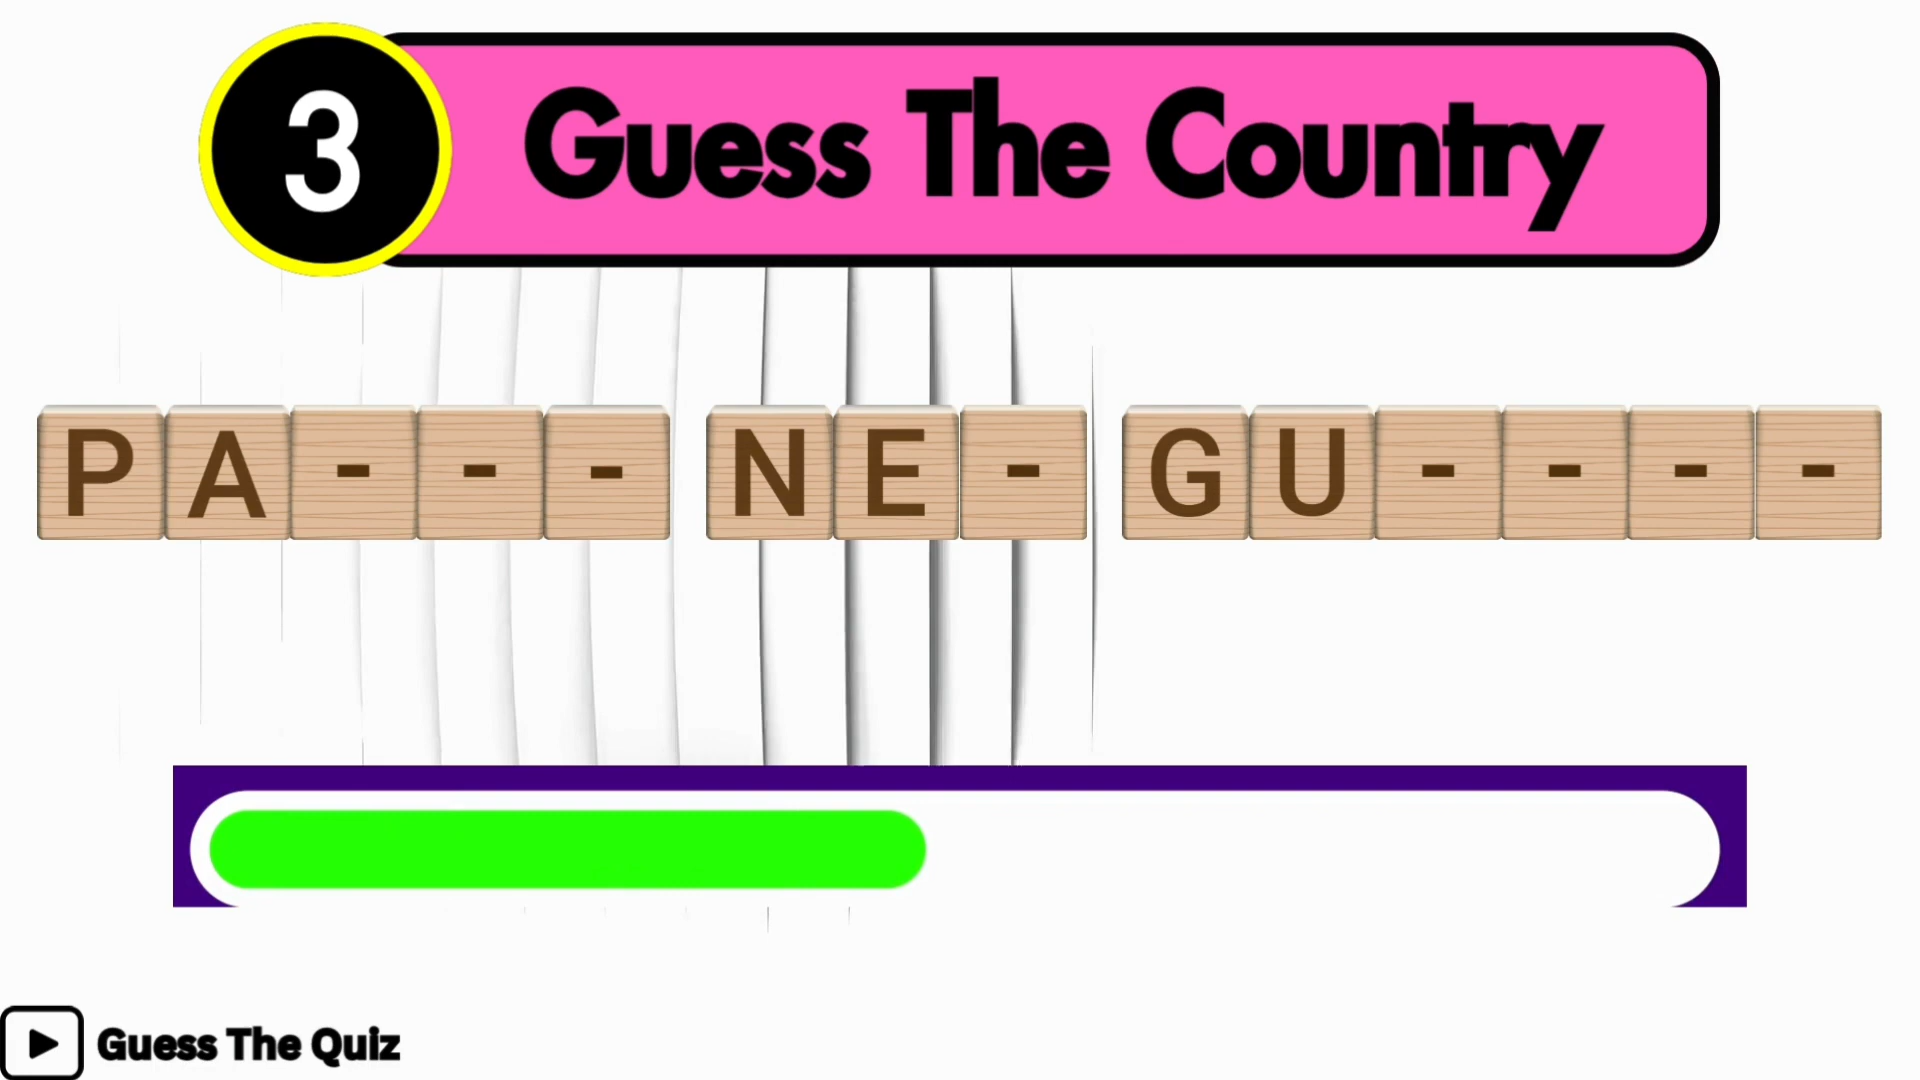 3 Guess The Country
PA--- NE- GU----
Guess The Quiz